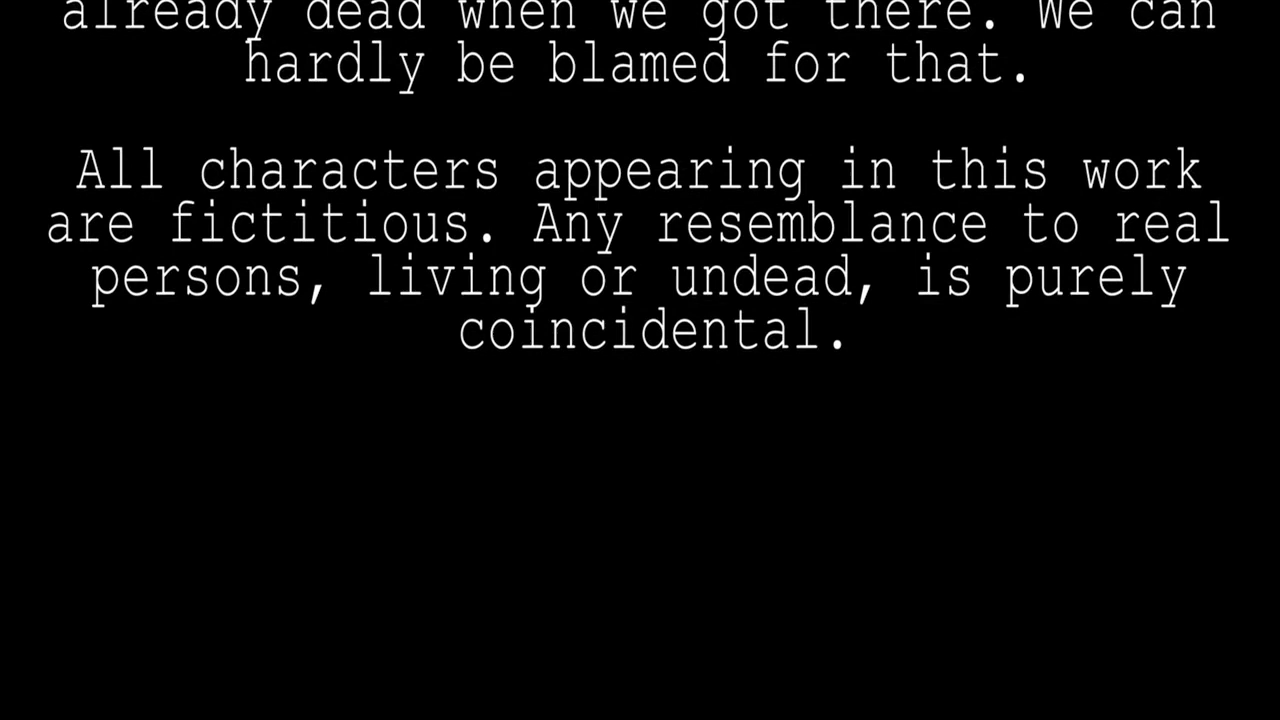 already dead when we got there. We can
hardly be blamed for that.
All characters appearing in this work
are fictitious. Any resemblance to real
persons, living or undead, is purely
coincidental.